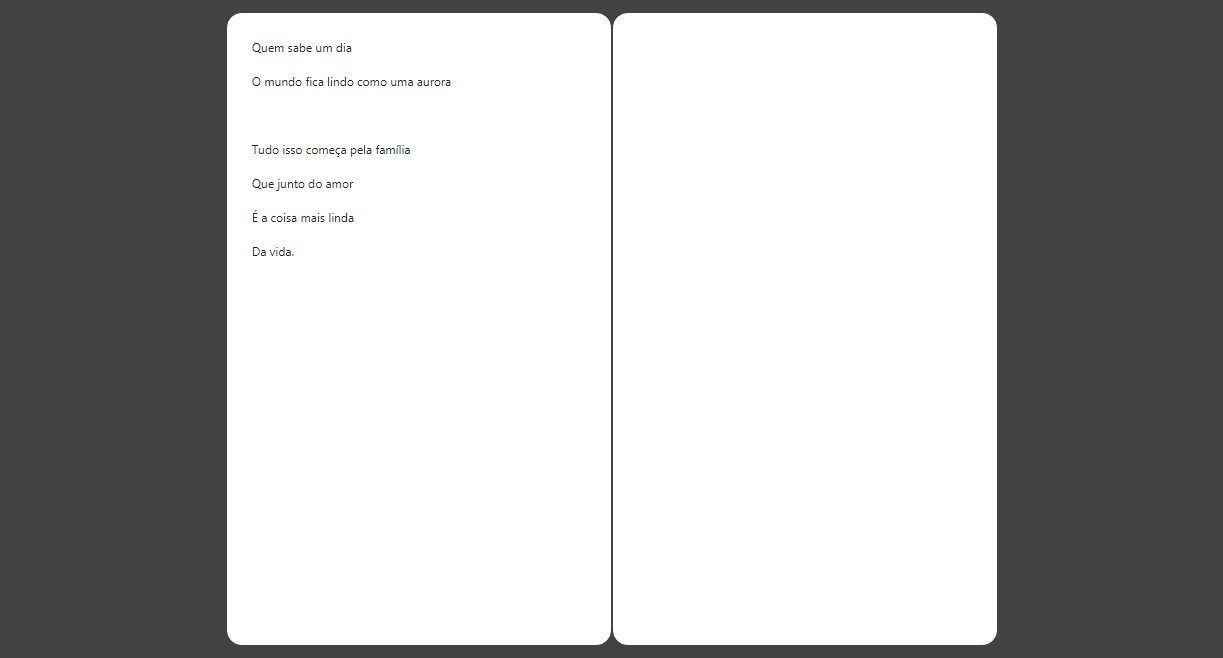 Quem sabe um dia
O mundo fica lindo como uma aurora
Tudo isso começa pela família
Que junto do amor
É a coisa mais linda
Da vida.